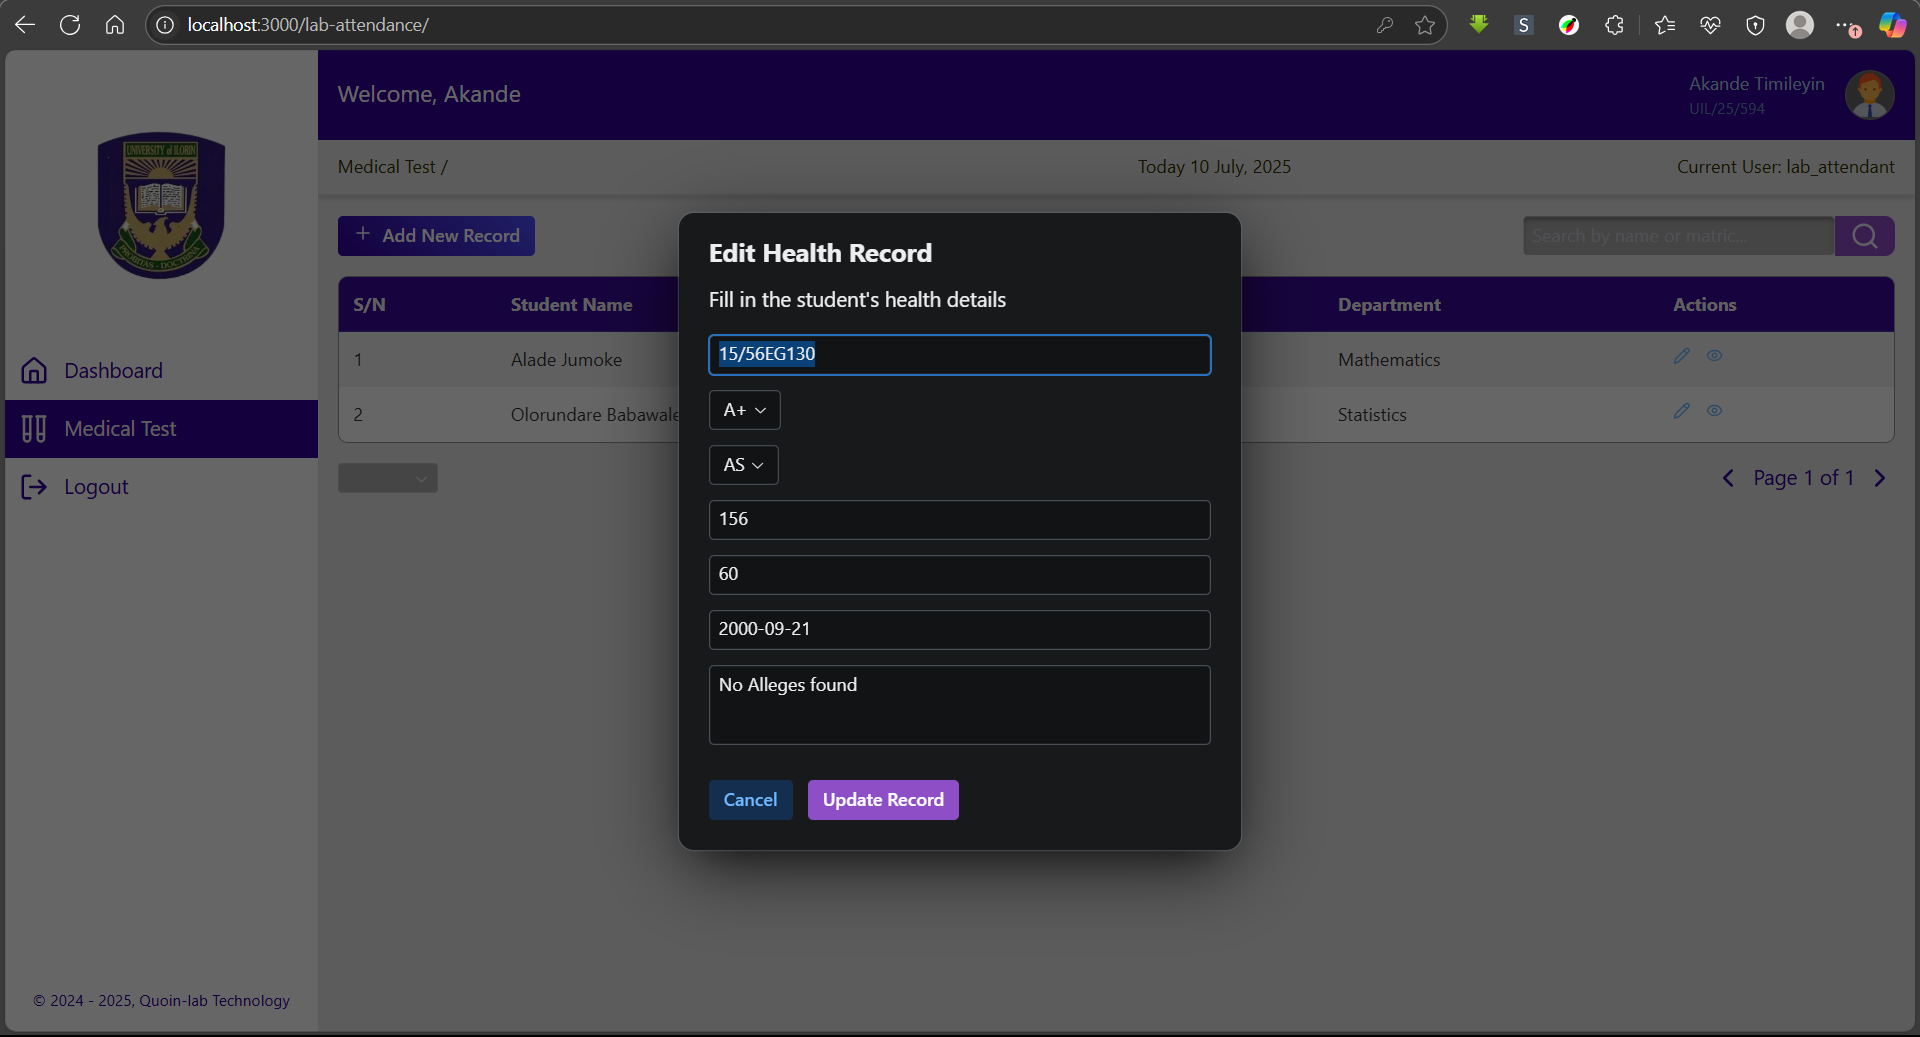 localhost:3000/lab-attendance/
S
UNIVERSITY of ILORIN
PROBITAS - DOCTRINA
Welcome, Akande
Akande Timileyin
UIL/25/594
Medical Test /
Today 10 July, 2025
Current User: lab_attendant
Dashboard
Medical Test
Logout
+ Add New Record
Search by name or matric...
S/N
Student Name
Department
Actions
1
Alade Jumoke
Mathematics
2
Olorundare Babawale
Statistics
Page 1 of 1
Edit Health Record
Fill in the student's health details
15/56EG130
A+
AS
156
60
2000-09-21
No Alleges found
Cancel
Update Record
© 2024 - 2025, Quoin-lab Technology